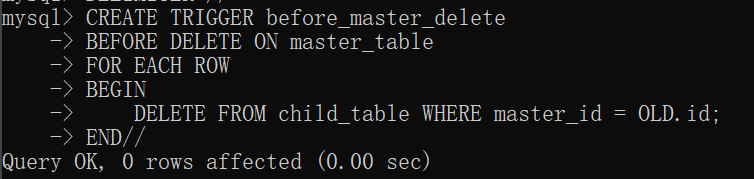 mysql> CREATE TRIGGER before_master_delete
    -> BEFORE DELETE ON master_table
    -> FOR EACH ROW
    -> BEGIN
    ->     DELETE FROM child_table WHERE master_id = OLD.id;
    -> END//
Query OK, 0 rows affected (0.00 sec)